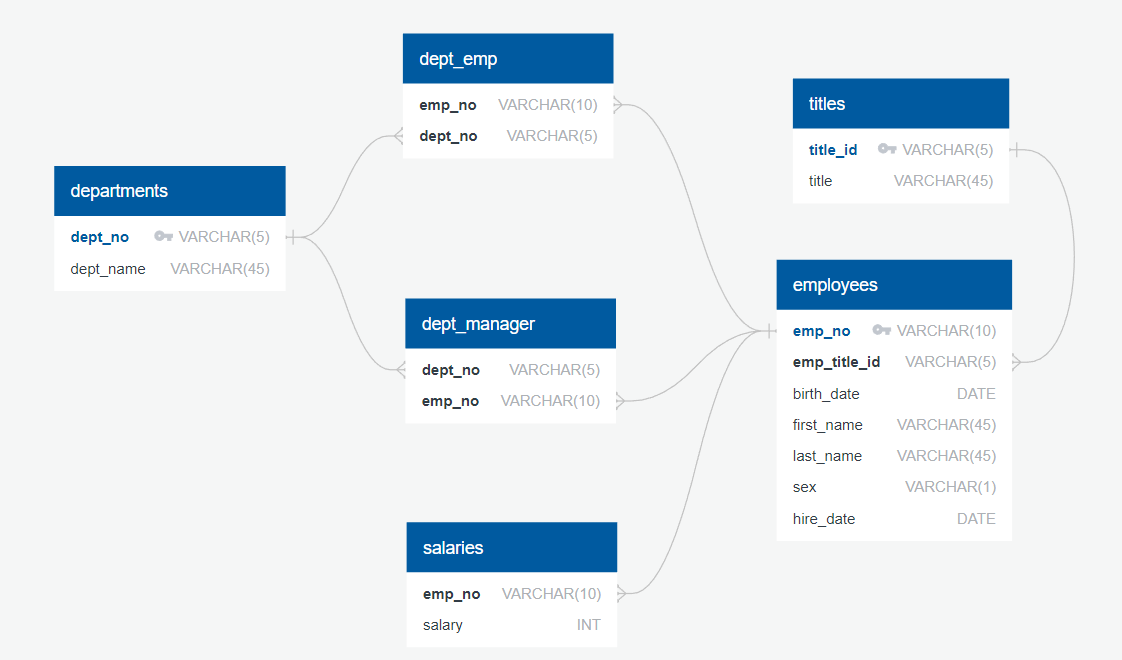 dept_emp
emp_no VARCHAR(10)
dept_no VARCHAR(5)
titles
title_id VARCHAR(5)
title VARCHAR(45)
departments
dept_no VARCHAR(5)
dept_name VARCHAR(45)
employees
emp_no VARCHAR(10)
emp_title_id VARCHAR(5)
birth_date DATE
first_name VARCHAR(45)
last_name VARCHAR(45)
sex VARCHAR(1)
hire_date DATE
dept_manager
dept_no VARCHAR(5)
emp_no VARCHAR(10)
salaries
emp_no VARCHAR(10)
salary INT